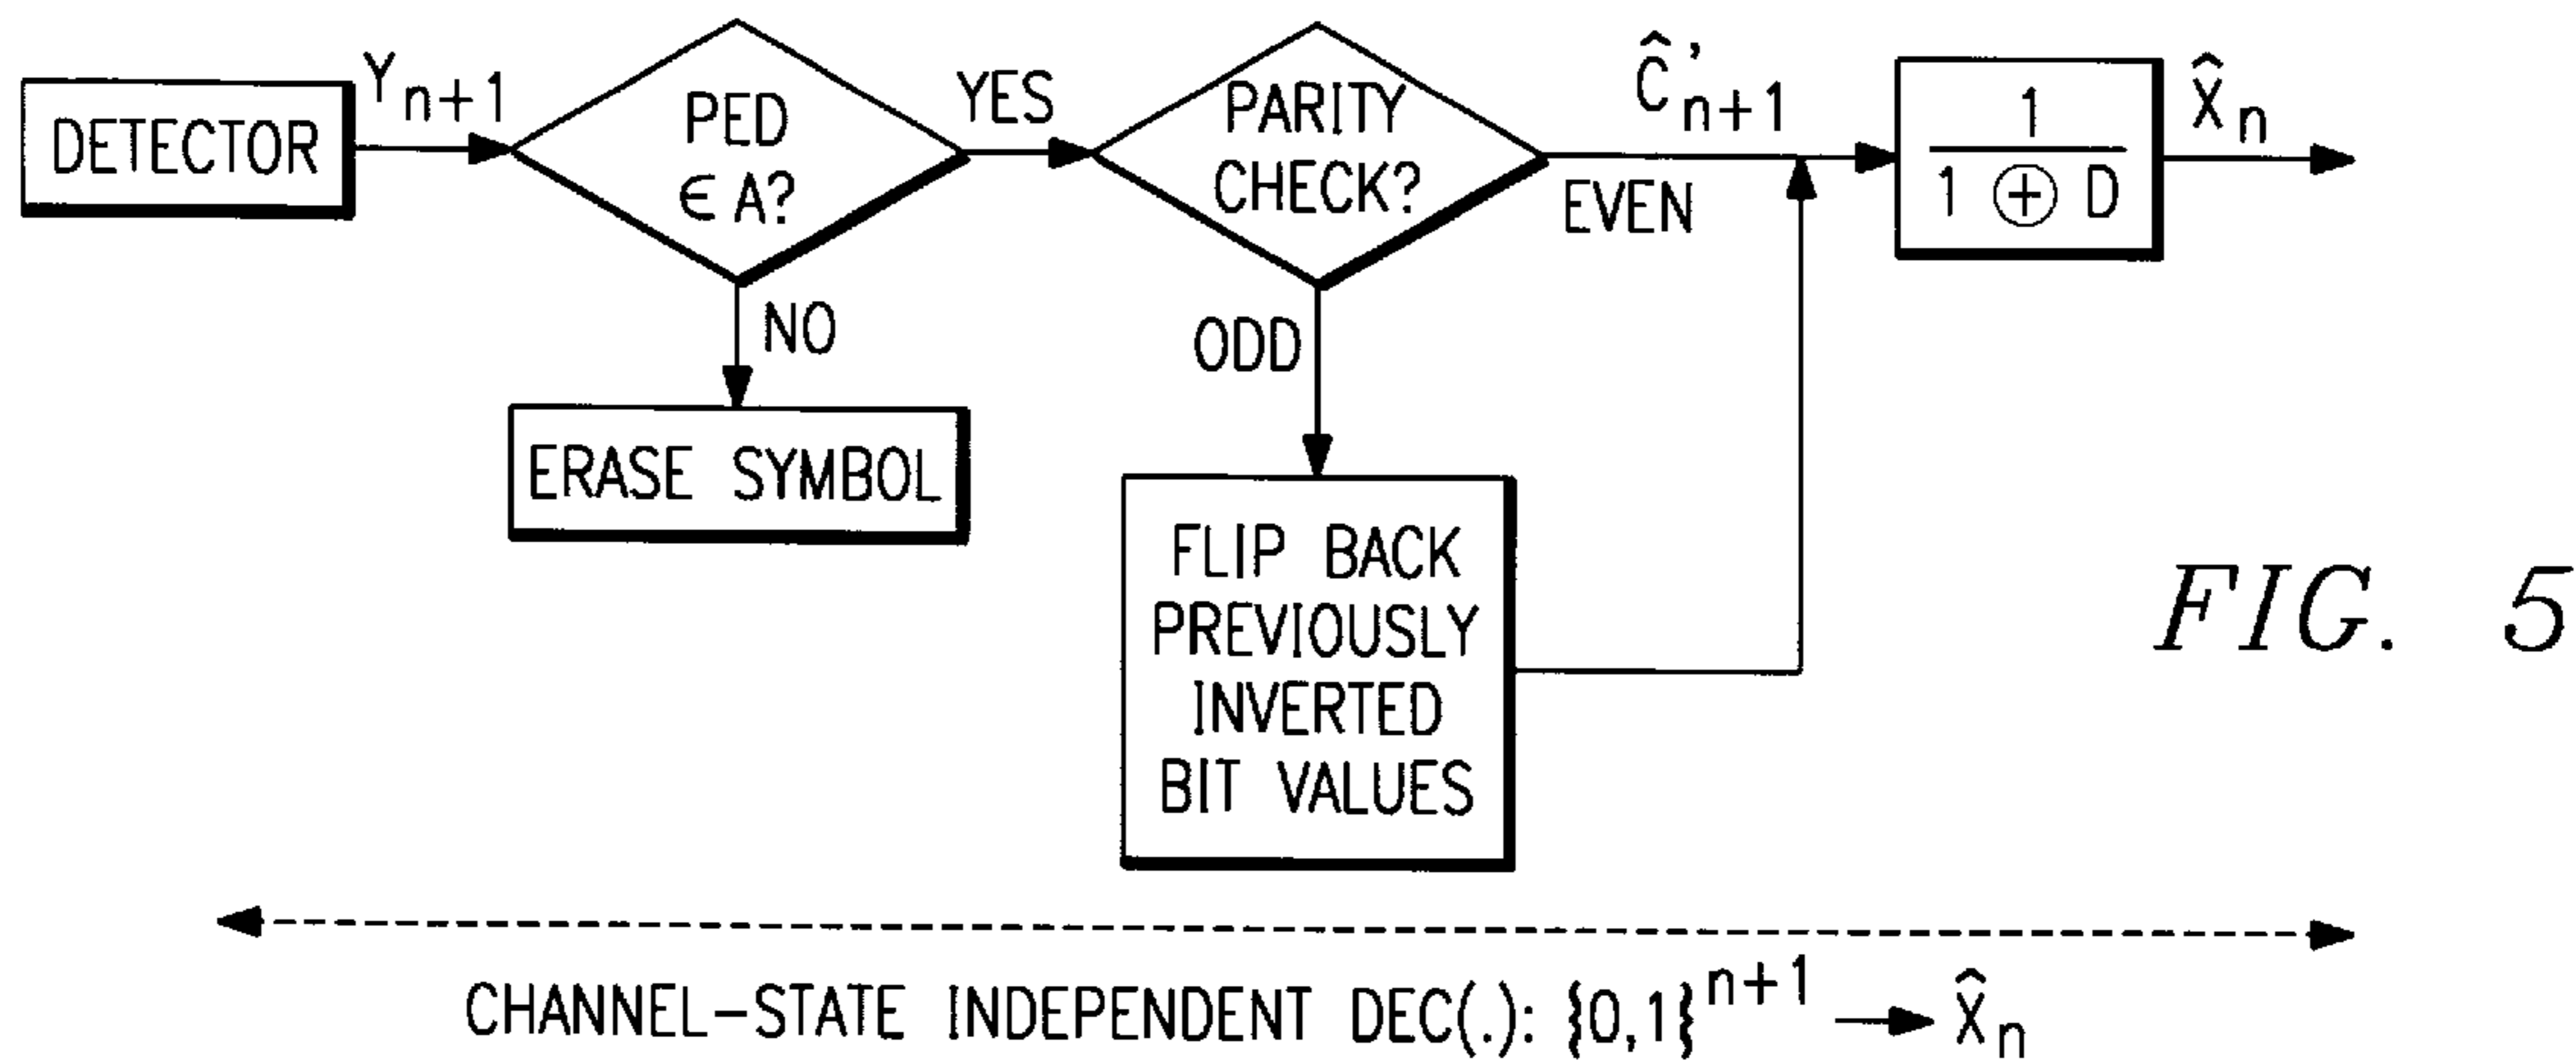 DETECTOR
Yn+1
PED
∈ A?
YES
NO
ERASE SYMBOL
PARITY
CHECK?
ODD
EVEN
FLIP BACK
PREVIOUSLY
INVERTED
BIT VALUES
Ĉ'n+1
1
1 ⊕ D
X̂n
FIG. 5
CHANNEL-STATE INDEPENDENT DEC(.): {0,1}^n+1 → X̂n